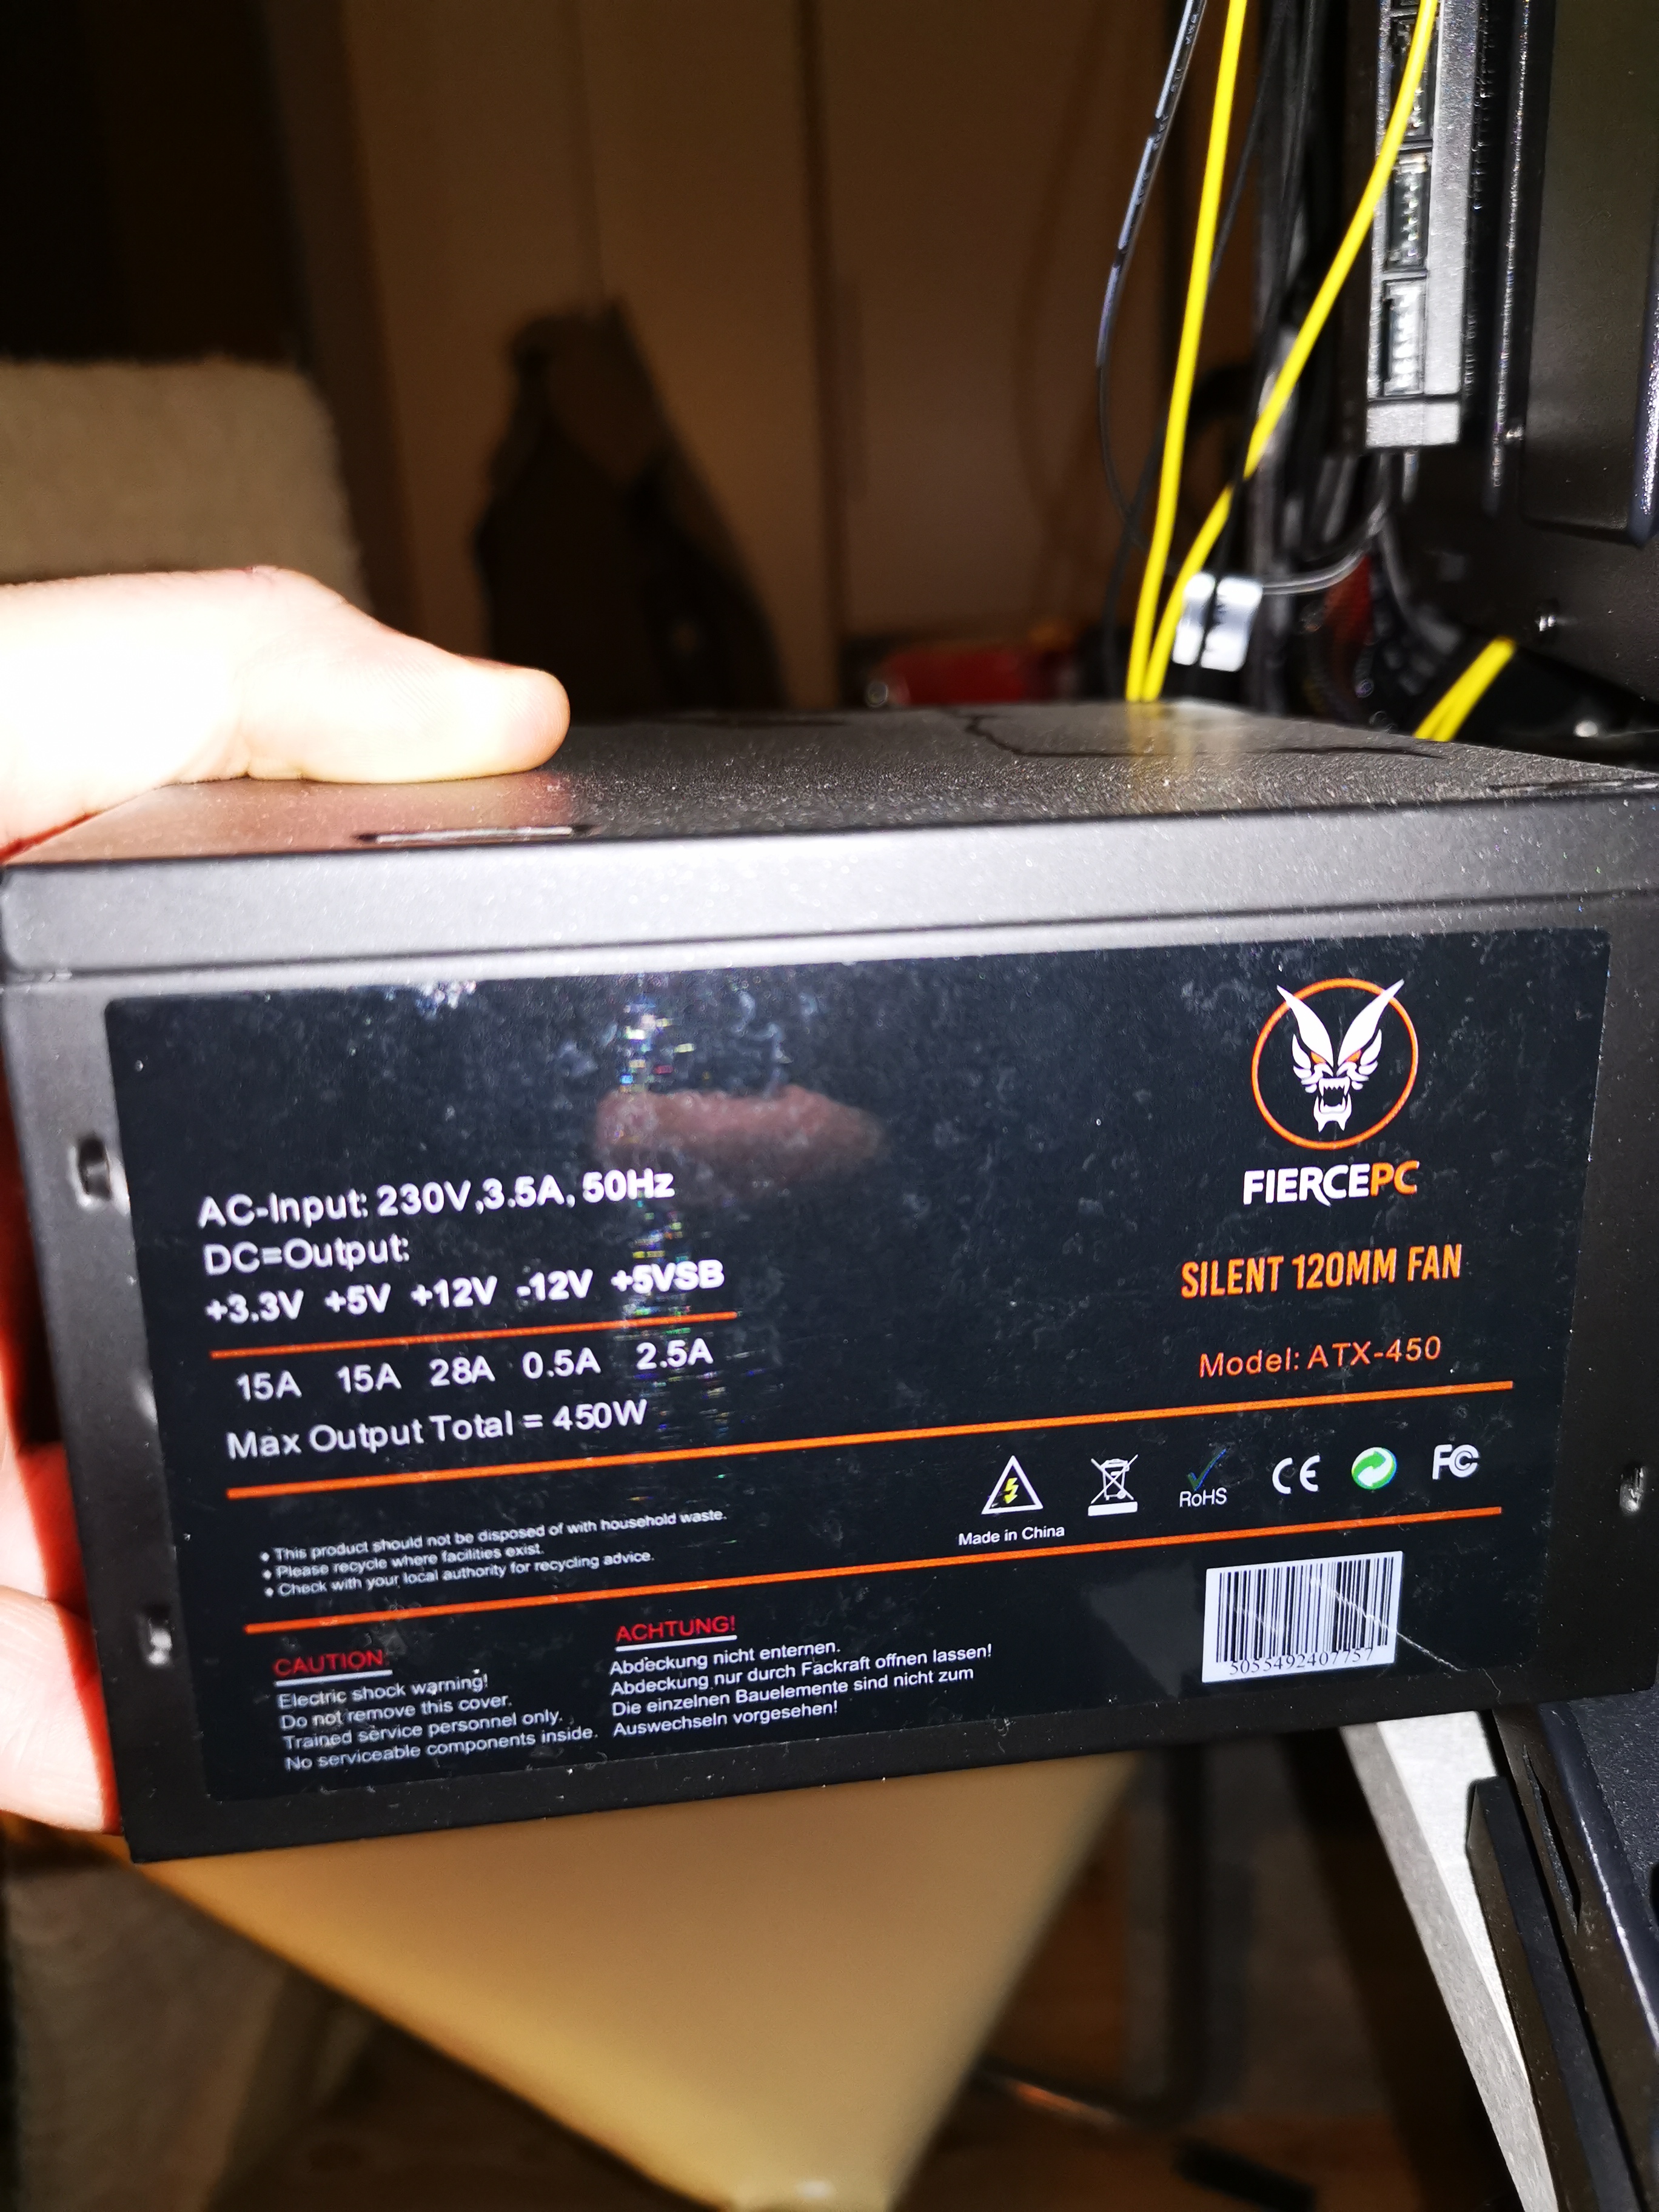 AC-Input: 230V,3.5A, 50Hz
DC=Output:
+3.3V +5V +12V -12V +5VSB
15A 15A 28A 0.5A 2.5A
Max Output Total = 450W
FIERCEPC
SILENT 120MM FAN
Model: ATX-450
RoHS
CE
FC
Made in China
• This product should not be disposed of with household waste.
• Please recycle where facilities exist.
• Check with your local authority for recycling advice.
CAUTION:
Electric shock warning!
Do not remove this cover.
Trained service personnel only.
No serviceable components inside.
ACHTUNG!
Abdeckung nicht enternen.
Abdeckung nur durch Fackraft offnen lassen!
Die einzelnen Bauelemente sind nicht zum
Auswechseln vorgesehen!
5055492407757